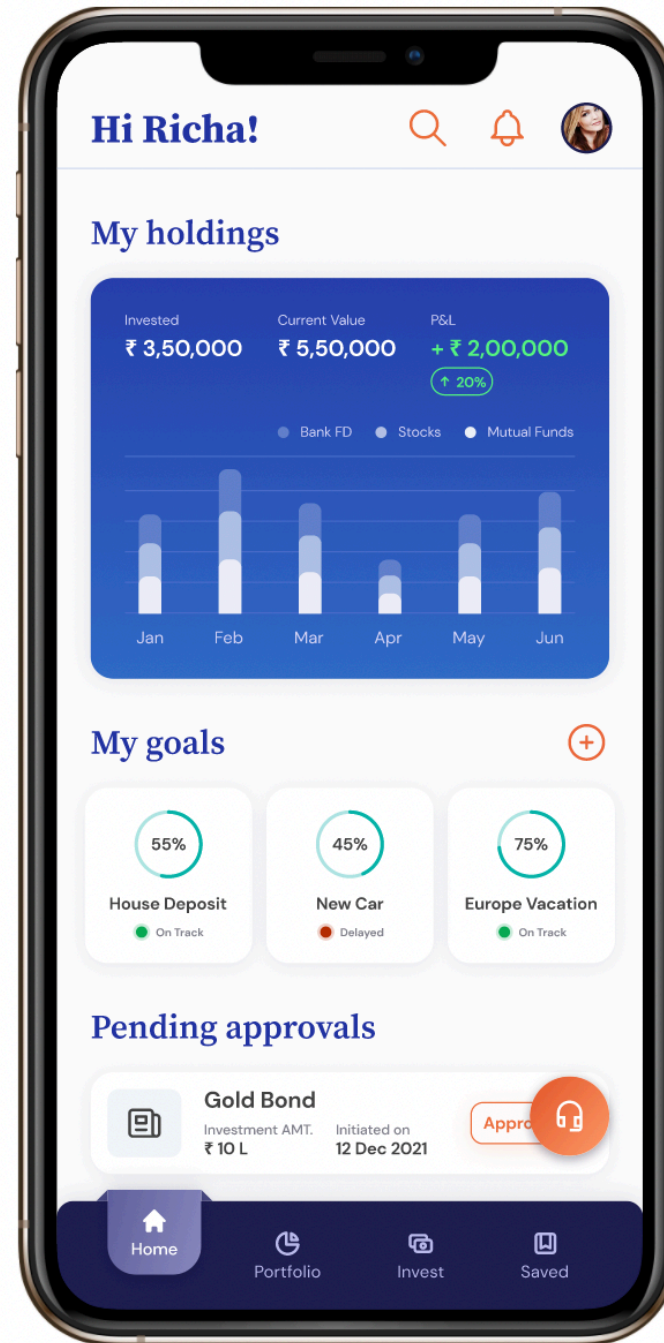 Hi Richa!
My holdings
Invested Current Value P&L
₹ 3,50,000 ₹ 5,50,000 + ₹ 2,00,000
↑ 20%
Bank FD Stocks Mutual Funds
Jan Feb Mar Apr May Jun
My goals
55% 45% 75%
House Deposit New Car Europe Vacation
On Track Delayed On Track
Pending approvals
Gold Bond
Investment AMT. Initiated on
₹ 10 L 12 Dec 2021
Appro
Home Portfolio Invest Saved